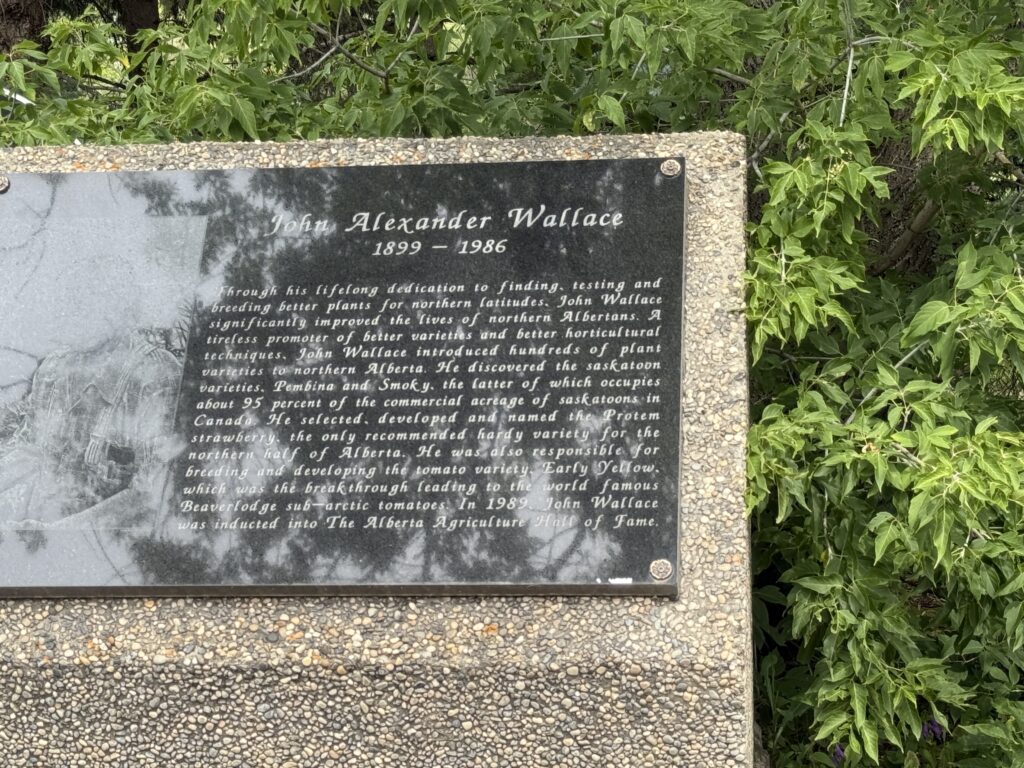 John Alexander Wallace
1899 - 1986
Through his lifelong dedication to finding, testing and
breeding better plants for northern latitudes, John Wallace
significantly improved the lives of northern Albertans. A
tireless promoter of better varieties and better horticultural
techniques, John Wallace introduced hundreds of plant
varieties to northern Alberta. He discovered the saskatoon
varieties, Pembina and Smoky, the latter of which occupies
about 95 percent of the commercial acreage of saskatoons in
Canada. He selected, developed and named the Protem
strawberry, the only recommended hardy variety for the
northern half of Alberta. He was also responsible for
breeding and developing the tomato variety, Early Yellow,
which was the breakthrough leading to the world famous
Beaverlodge sub-arctic tomatoes. In 1989, John Wallace
was inducted into The Alberta Agriculture Hall of Fame.